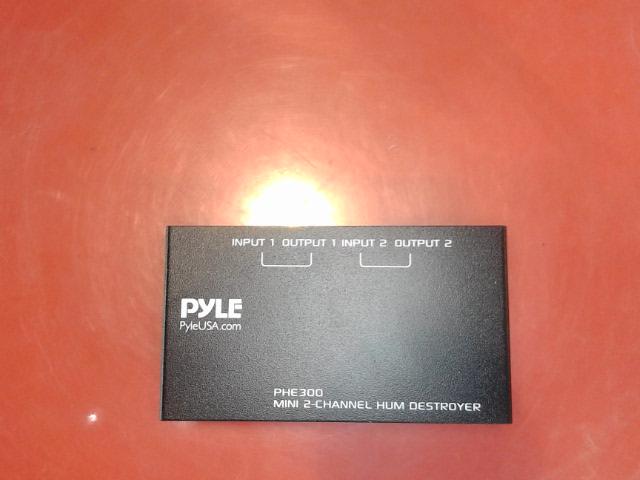 INPUT 1 OUTPUT 1 INPUT 2 OUTPUT 2
PYLE
PyleUSA.com
PHE300
MINI 2-CHANNEL HUM DESTROYER